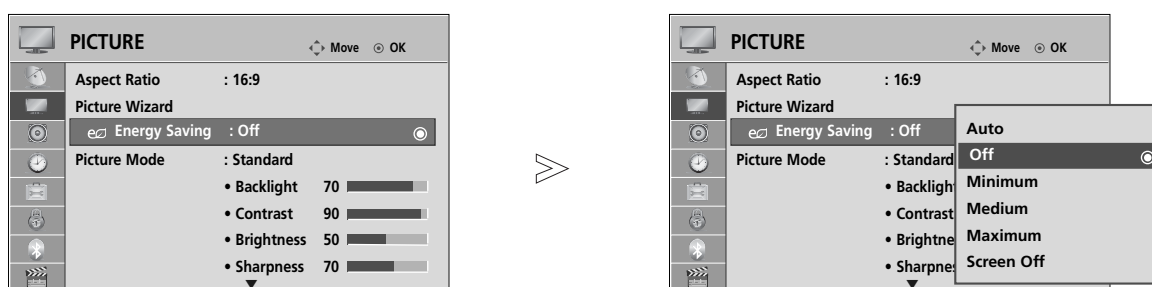 PICTURE
Move OK
Aspect Ratio : 16:9
Picture Wizard
Energy Saving : Off
Picture Mode : Standard
• Backlight 70
• Contrast 90
• Brightness 50
• Sharpness 70
PICTURE
Move OK
Aspect Ratio : 16:9
Picture Wizard
Energy Saving : Off
Picture Mode : Standard
• Backligh
• Contrast
• Brightne
• Sharpne
Auto
Off
Minimum
Medium
Maximum
Screen Off